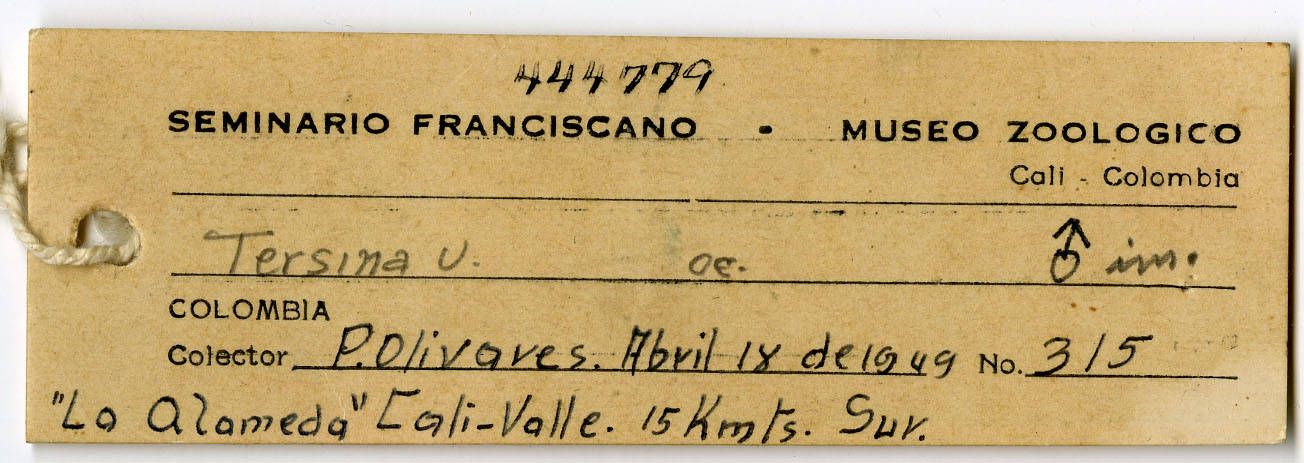 444779
SEMINARIO FRANCISCANO · MUSEO ZOOLOGICO
Cali - Colombia
Tersina v. oc. ♂ im.
COLOMBIA
Colector P. Olivares. Abril 18 de 1949 No. 315
"La Alameda" Cali-Valle. 15 Kmts. Sur.